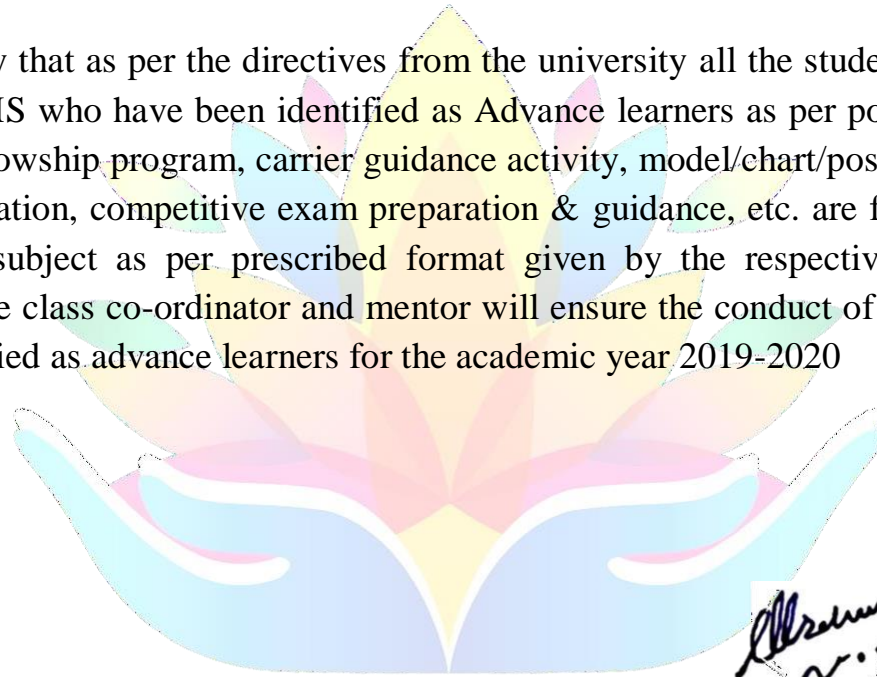 y that as per the directives from the university all the stude
IS who have been identified as Advance learners as per po
owship program, carrier guidance activity, model/chart/pos
ation, competitive exam preparation & guidance, etc. are f
subject as per prescribed format given by the respectiv
e class co-ordinator and mentor will ensure the conduct of
ied as advance learners for the academic year 2019-2020